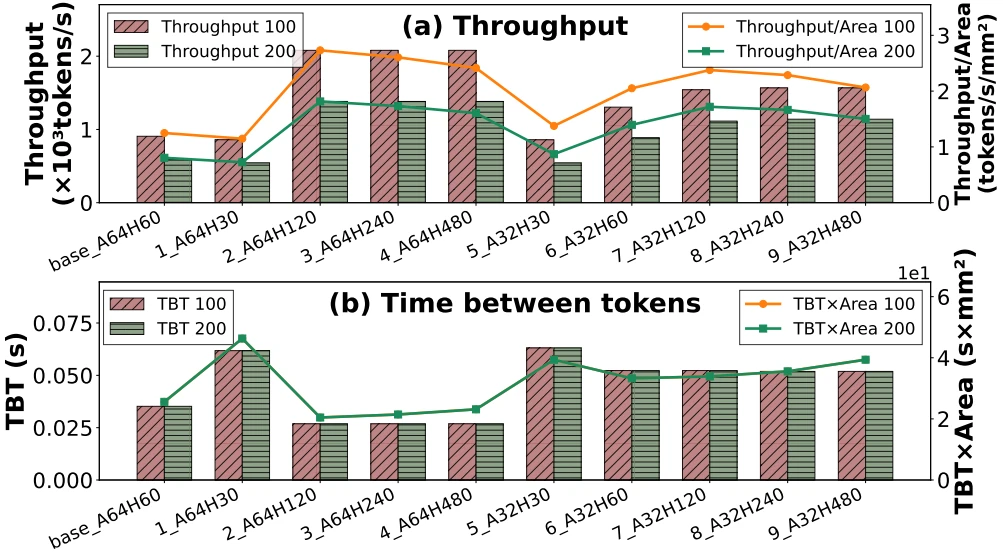 (a) Throughput
Throughput 100
Throughput 200
Throughput/Area 100
Throughput/Area 200
Throughput
(×10³tokens/s)
2
1
0
Throughput/Area
(tokens/s/mm²)
3
2
1
0
base_A64H60
1_A64H30
2_A64H120
3_A64H240
4_A64H480
5_A32H30
6_A32H60
7_A32H120
8_A32H240
9_A32H480
(b) Time between tokens
TBT 100
TBT 200
TBT×Area 100
TBT×Area 200
TBT (s)
0.075
0.050
0.025
0.000
TBT×Area (s×mm²)
1e1
6
4
2
0
base_A64H60
1_A64H30
2_A64H120
3_A64H240
4_A64H480
5_A32H30
6_A32H60
7_A32H120
8_A32H240
9_A32H480